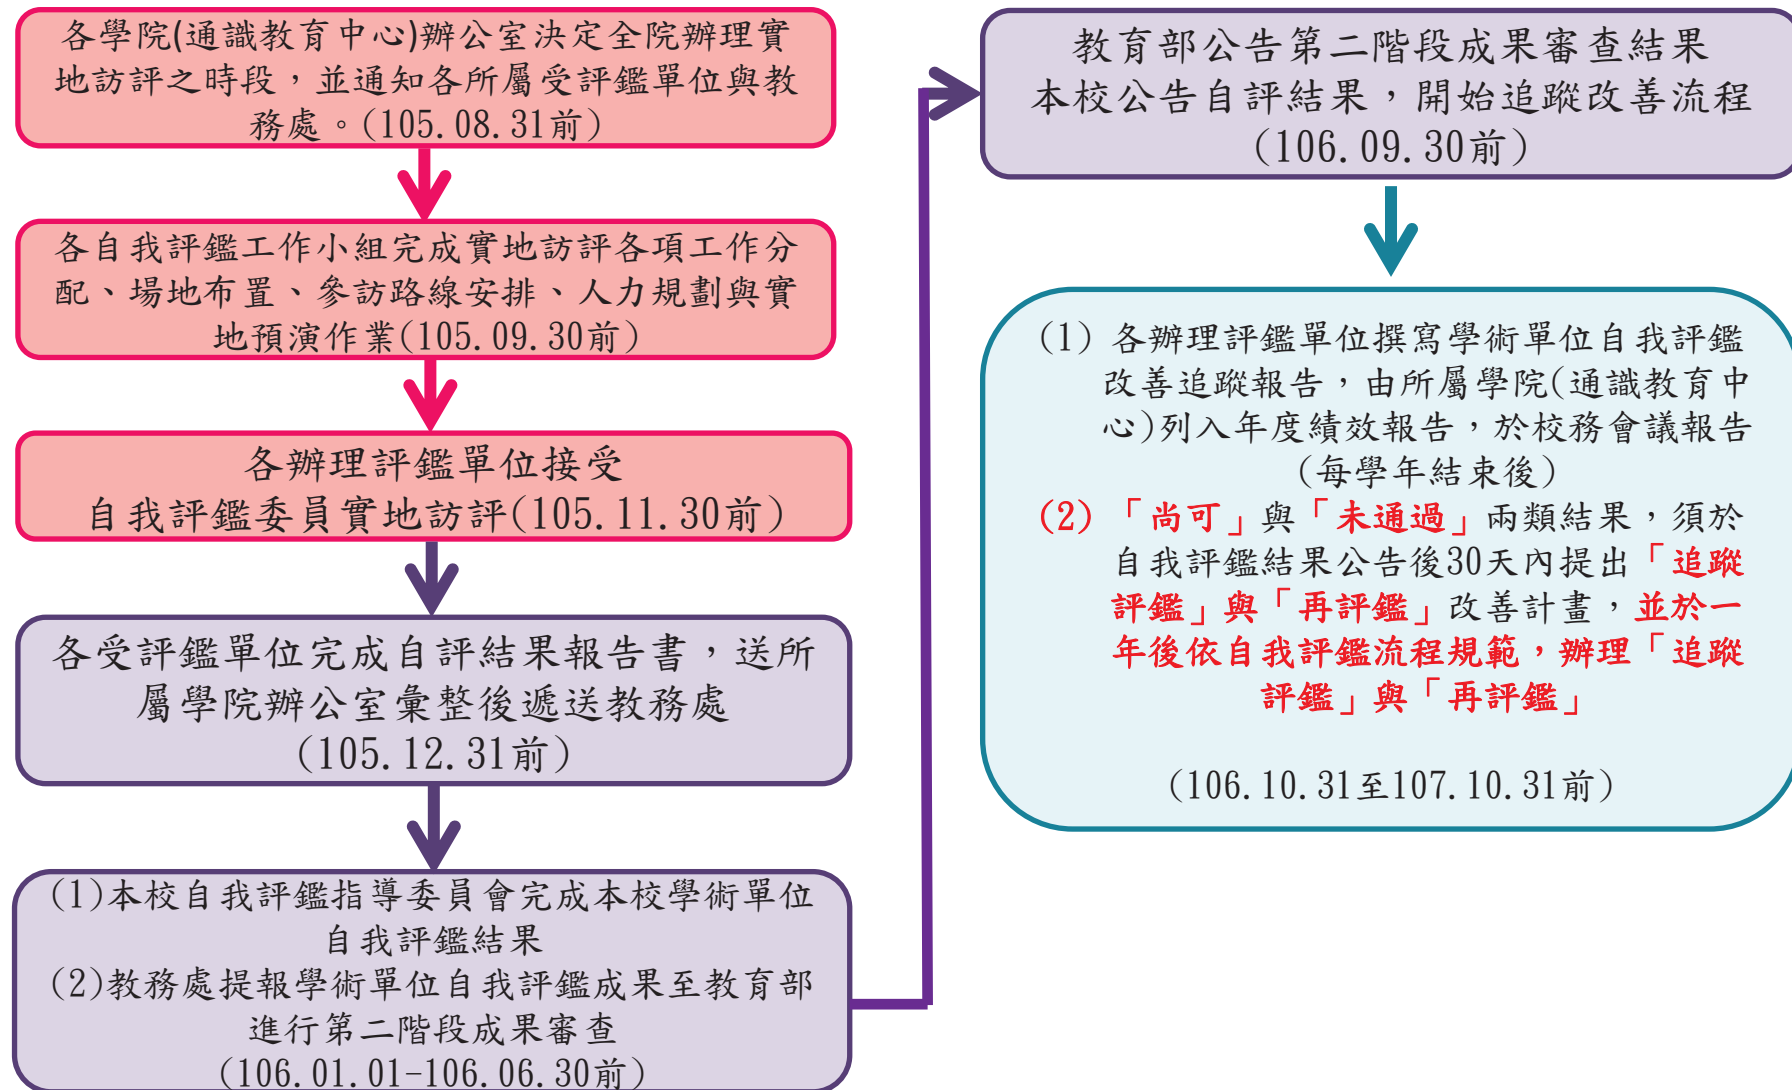 各學院(通識教育中心)辦公室決定全院辦理實
地訪評之時段，並通知各所屬受評鑑單位與教
務處。(105.08.31前)
各自我評鑑工作小組完成實地訪評各項工作分
配、場地布置、參訪路線安排、人力規劃與實
地預演作業(105.09.30前)
各辦理評鑑單位接受
自我評鑑委員實地訪評(105.11.30前)
各受評鑑單位完成自評結果報告書，送所
屬學院辦公室彙整後遞送教務處
(105.12.31前)
(1)本校自我評鑑指導委員會完成本校學術單位
自我評鑑結果
(2)教務處提報學術單位自我評鑑成果至教育部
進行第二階段成果審查
(106.01.01-106.06.30前)
教育部公告第二階段成果審查結果
本校公告自評結果，開始追蹤改善流程
(106.09.30前)
(1) 各辦理評鑑單位撰寫學術單位自我評鑑
改善追蹤報告，由所屬學院(通識教育中
心)列入年度績效報告，於校務會議報告
(每學年結束後)
(2) 「尚可」與「未通過」兩類結果，須於
自我評鑑結果公告後30天內提出「追蹤
評鑑」與「再評鑑」改善計畫，並於一
年後依自我評鑑流程規範，辦理「追蹤
評鑑」與「再評鑑」
(106.10.31至107.10.31前)